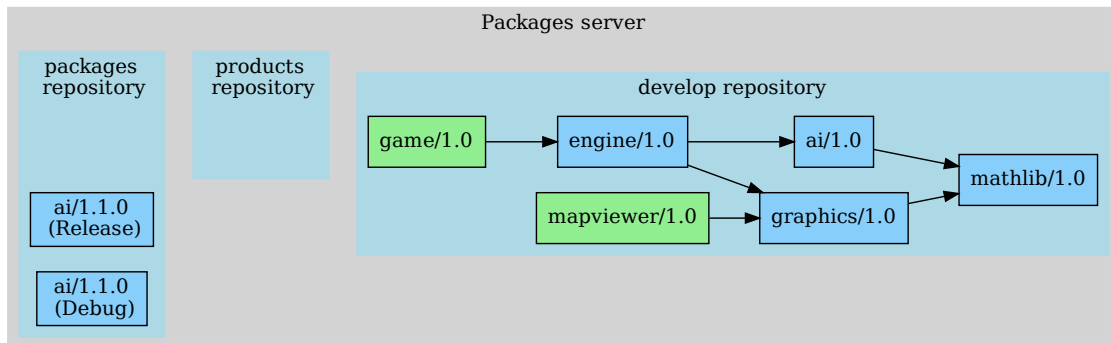 Packages server
packages
repository
ai/1.1.0
(Release)
ai/1.1.0
(Debug)
products
repository
develop repository
game/1.0
engine/1.0
ai/1.0
mathlib/1.0
mapviewer/1.0
graphics/1.0